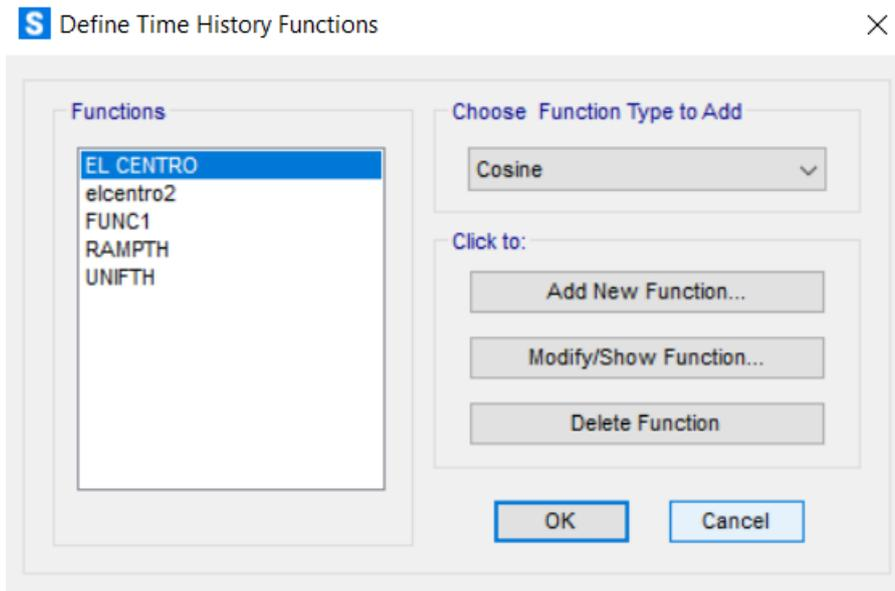 S Define Time History Functions
Functions
EL CENTRO
elcentro2
FUNC1
RAMPTH
UNIFTH
Choose Function Type to Add
Cosine
Click to:
Add New Function...
Modify/Show Function...
Delete Function
OK
Cancel